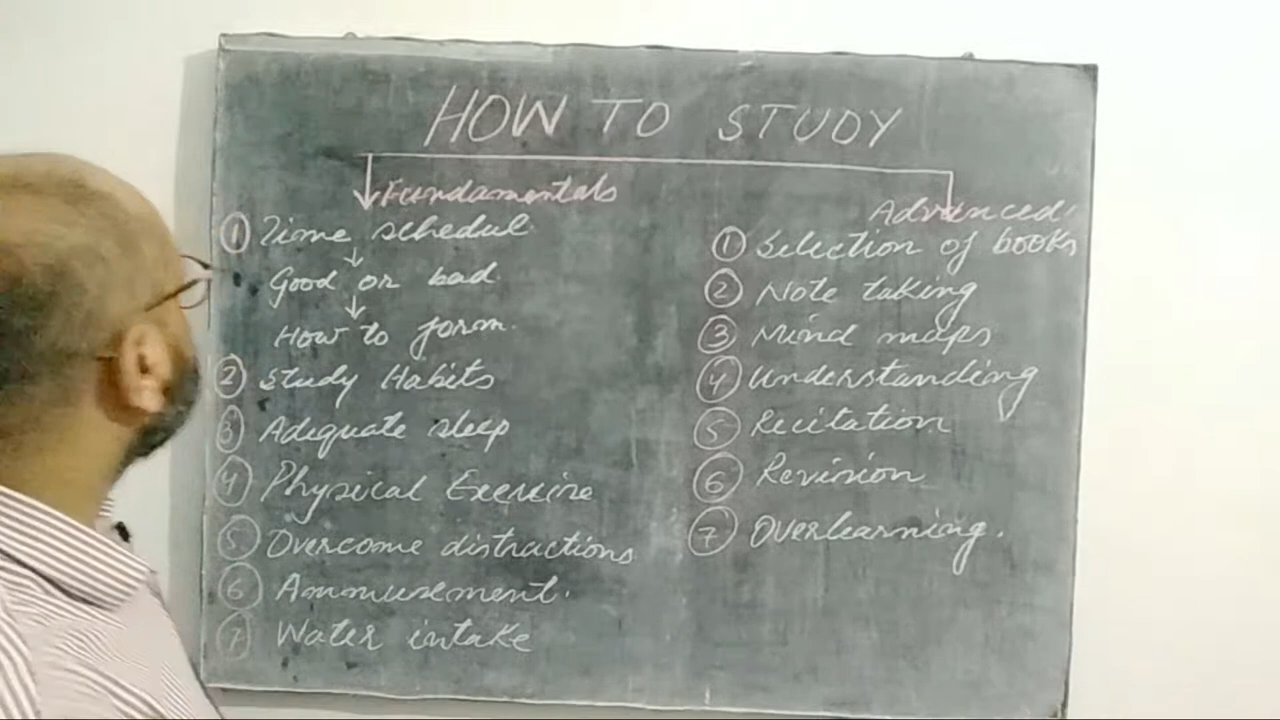 HOW TO STUDY
Fundamentals
① Time schedul
↓
Good or bad
↓
How to form.
② Study Habits
③ Adequate sleep
④ Physical Exercise
⑤ Overcome distractions
⑥ Ammusement.
⑦ Water intake
Advanced
① Selection of books
② Note taking
③ Mind maps
④ Understanding
⑤ Recitation
⑥ Revision
⑦ Overlearning.